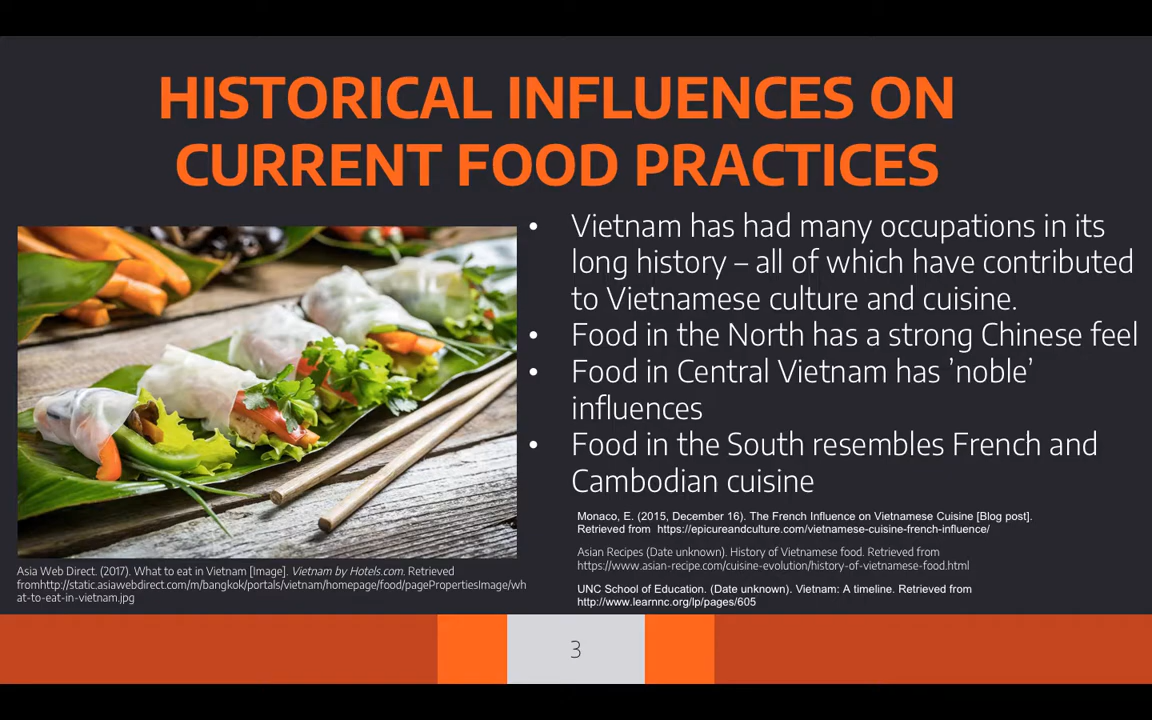 HISTORICAL INFLUENCES ON
CURRENT FOOD PRACTICES
• Vietnam has had many occupations in its
long history – all of which have contributed
to Vietnamese culture and cuisine.
• Food in the North has a strong Chinese feel
• Food in Central Vietnam has ’noble’
influences
• Food in the South resembles French and
Cambodian cuisine
Monaco, E. (2015, December 16). The French Influence on Vietnamese Cuisine [Blog post].
Retrieved from https://epicureandculture.com/vietnamese-cuisine-french-influence/
Asian Recipes (Date unknown). History of Vietnamese food. Retrieved from
https://www.asian-recipe.com/cuisine-evolution/history-of-vietnamese-food.html
UNC School of Education. (Date unknown). Vietnam: A timeline. Retrieved from
http://www.learnnc.org/lp/pages/605
Asia Web Direct. (2017). What to eat in Vietnam [Image]. Vietnam by Hotels.com. Retrieved
fromhttp://static.asiawebdirect.com/m/bangkok/portals/vietnam/homepage/food/pagePropertiesImage/wh
at-to-eat-in-vietnam.jpg
3